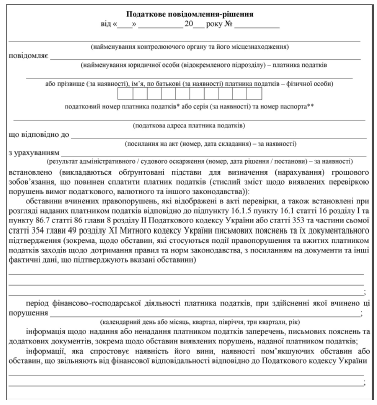 Податкове повідомлення-рішення
від «____» ____________ 20___ року № ____________
(найменування контролюючого органу та його місцезнаходження)
повідомляє
(найменування юридичної особи (відокремленого підрозділу) – платника податків
або прізвище (за наявності), ім’я, по батькові (за наявності) платника податків – фізичної особи)
податковий номер платника податків* або серія (за наявності) та номер паспорта**
(податкова адреса платника податків)
що відповідно до
(посилання на акт (номер, дата складання) – за наявності)
з урахуванням
(результат адміністративного / судового оскарження (номер, дата рішення / постанови) – за наявності)
встановлено (викладаються обґрунтовані підстави для визначення (нарахування) грошового
зобов’язання, що повинен сплатити платник податків (стислий зміст щодо виявлених перевіркою
порушень вимог податкового, валютного та іншого законодавства)):
обставини вчинених правопорушень, які відображені в акті перевірки, а також встановлені при
розгляді наданих платником податків відповідно до підпункту 16.1.5 пункту 16.1 статті 16 розділу I та
пункту 86.7 статті 86 глави 8 розділу II Податкового кодексу України або статті 353 та частини сьомої
статті 354 глави 49 розділу XI Митного кодексу України письмових пояснень та їх документального
підтвердження (зокрема, щодо обставин, які стосуються події правопорушення та вжитих платником
податків заходів щодо дотримання правил та норм законодавства, з посиланням на документи та інші
фактичні дані, що підтверджують вказані обставини)
;
період фінансово-господарської діяльності платника податків, при здійсненні якої вчинено ці
порушення ;
(календарний день або місяць, квартал, півріччя, три квартали, рік)
інформація щодо надання або ненадання платником податків заперечень, письмових пояснень та
додаткових документів, зокрема щодо обставин виявлених порушень, наданої платником податків;
інформації, яка спростовує наявність його вини, наявності пом’якшуючих обставин або
обставин, що звільняють від фінансової відповідальності відповідно до Податкового кодексу України
;